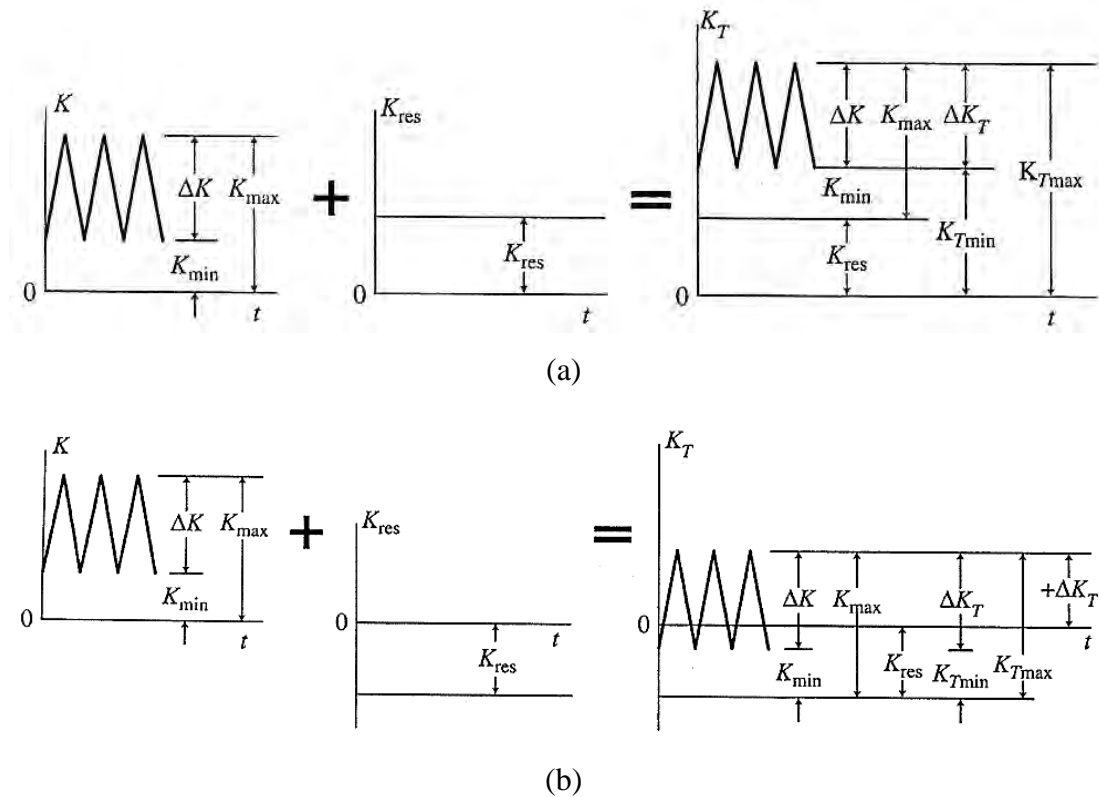 K
ΔK
K_max
K_min
0
t
+
K_res
K_res
0
t
=
K_T
ΔK
K_max
ΔK_T
K_min
K_Tmax
K_Tmin
K_res
0
t
(a)
K
ΔK
K_max
K_min
0
t
+
K_res
0
t
K_res
=
K_T
ΔK
K_max
ΔK_T
+ΔK_T
0
t
K_min
K_res
K_Tmin
K_Tmax
(b)